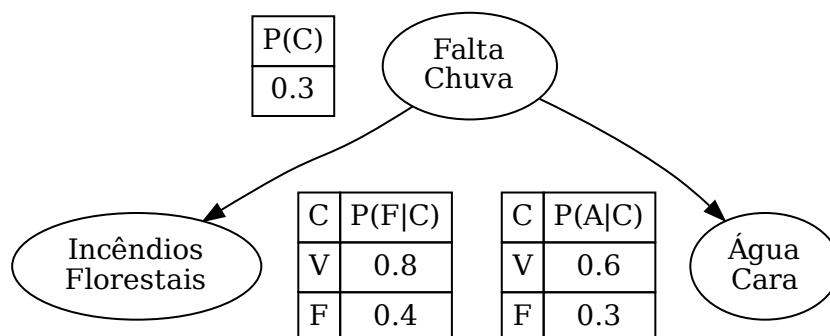 P(C)
0.3
Falta
Chuva
Incêndios
Florestais
C P(F|C)
V 0.8
F 0.4
C P(A|C)
V 0.6
F 0.3
Água
Cara